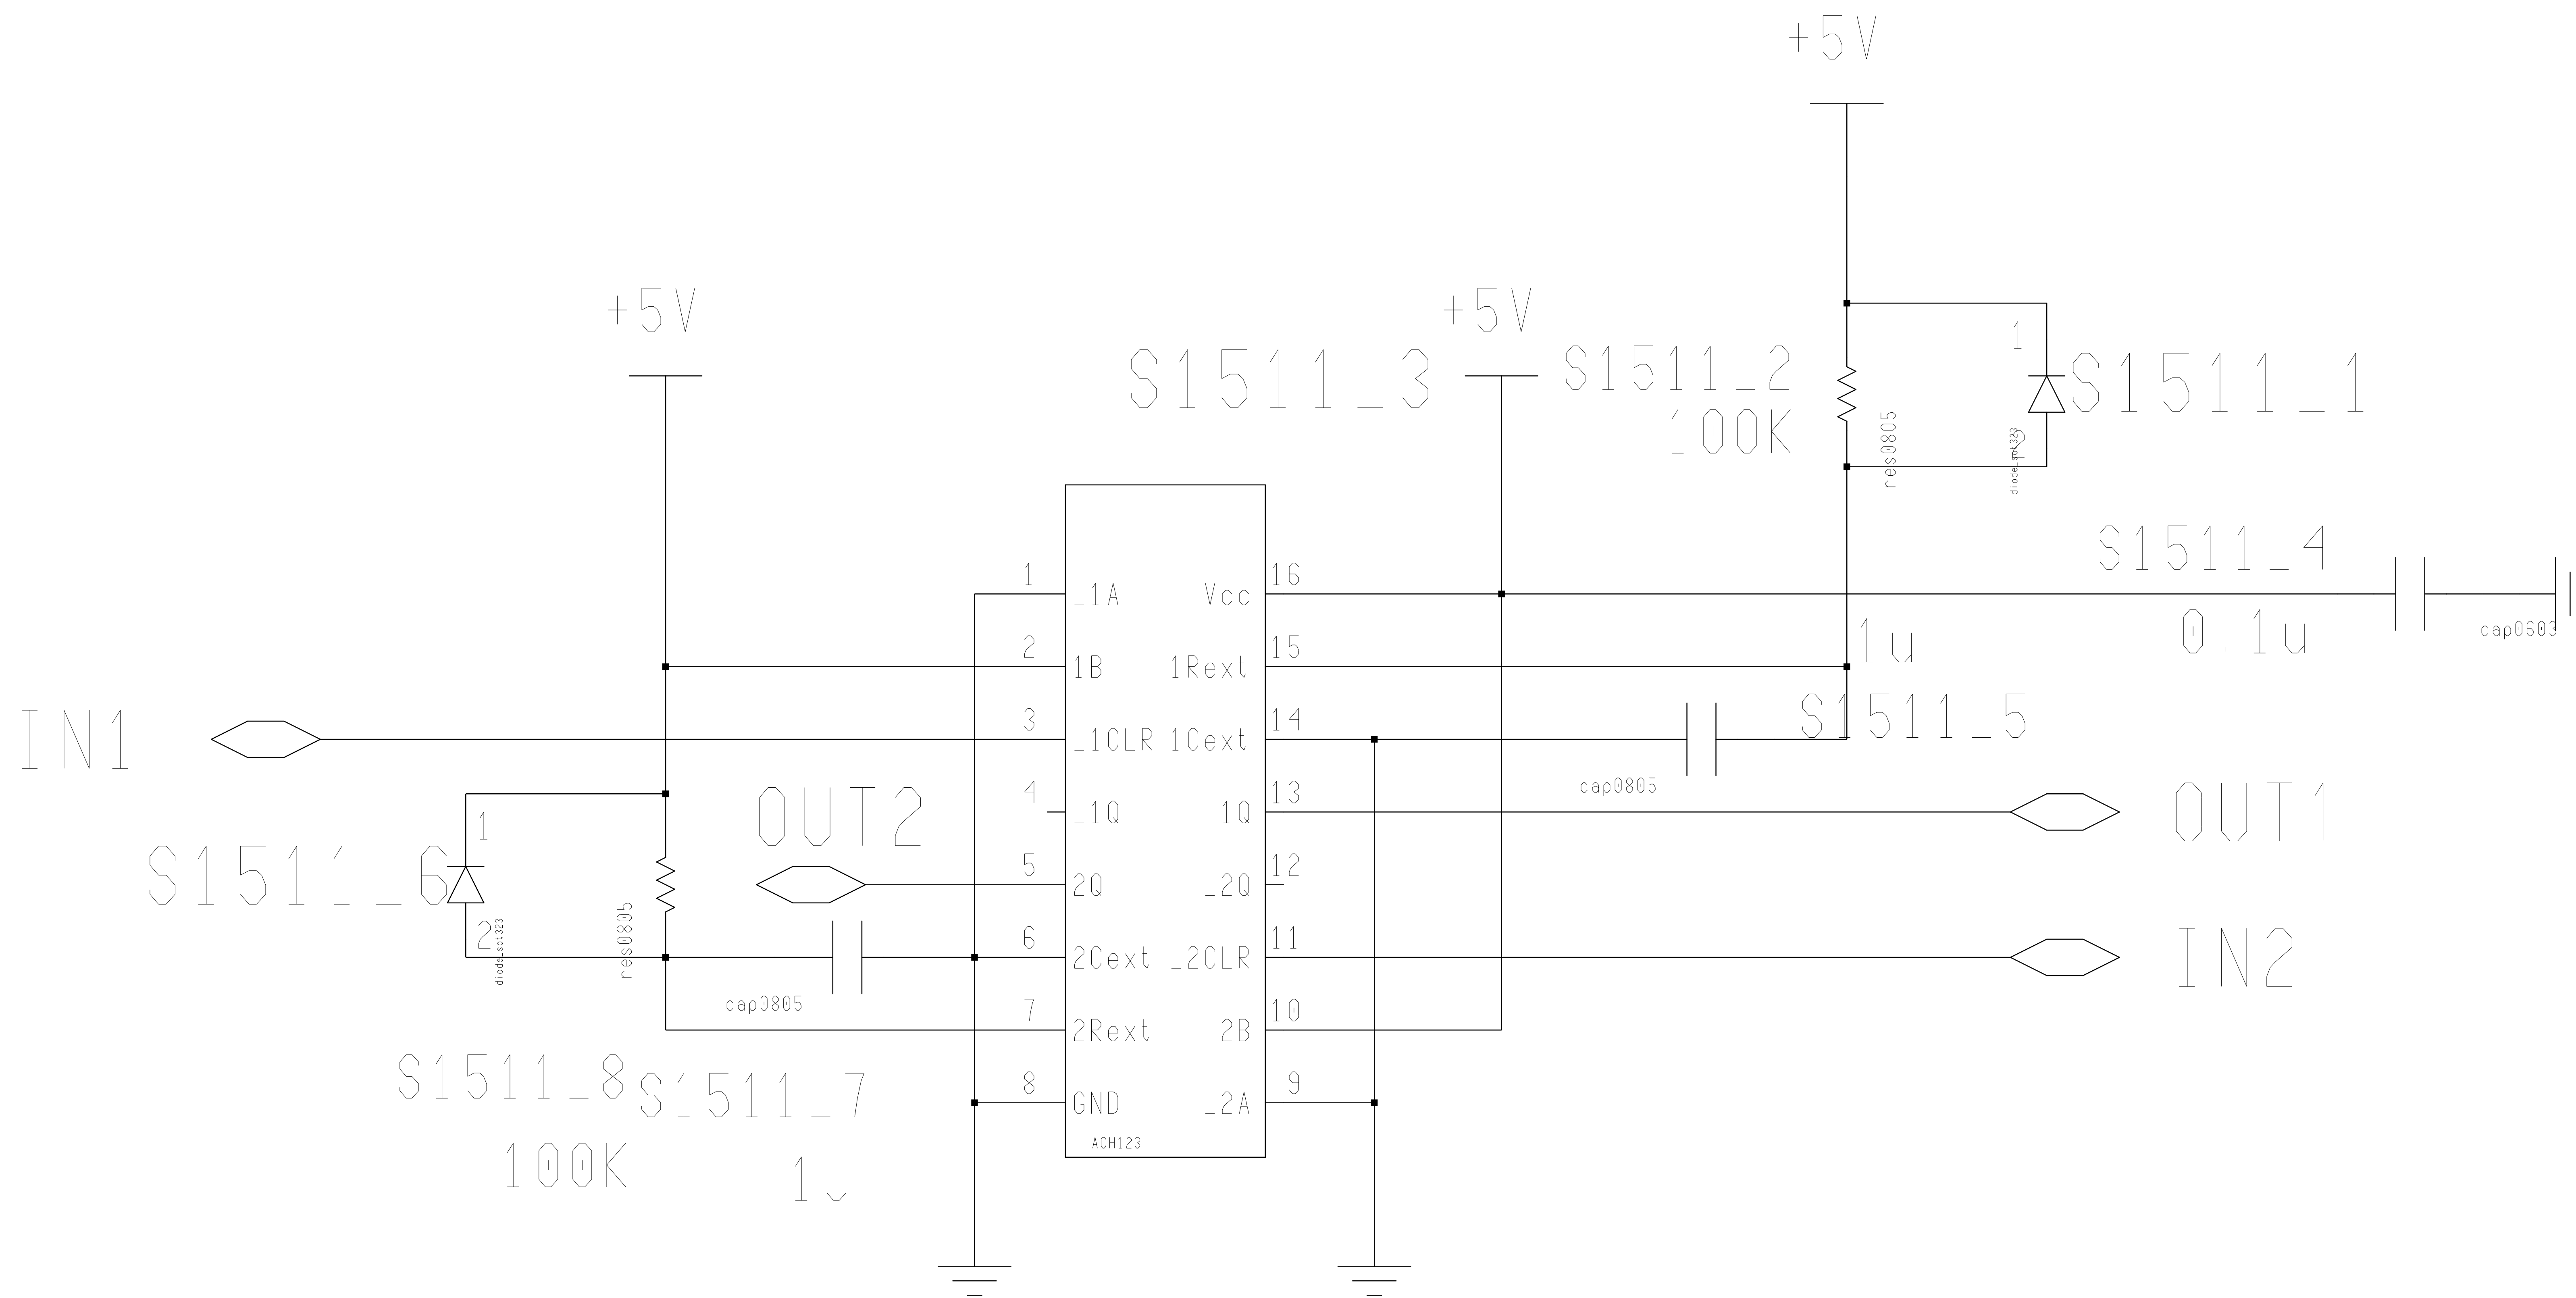 +5V
+5V
+5V
S1511_3
S1511_2
100K
res0805
1
2
diode_sot323
S1511_1
S1511_4
0.1u
cap0603
1
_1A
Vcc
16
2
1B
1Rext
15
1u
IN1
3
_1CLR
1Cext
14
S1511_5
cap0805
4
_1Q
1Q
13
OUT1
OUT2
S1511_6
1
2
diode_sot323
res0805
5
2Q
_2Q
12
6
2Cext
_2CLR
11
IN2
cap0805
7
2Rext
2B
10
S1511_8
100K
S1511_7
1u
8
GND
_2A
9
ACH123